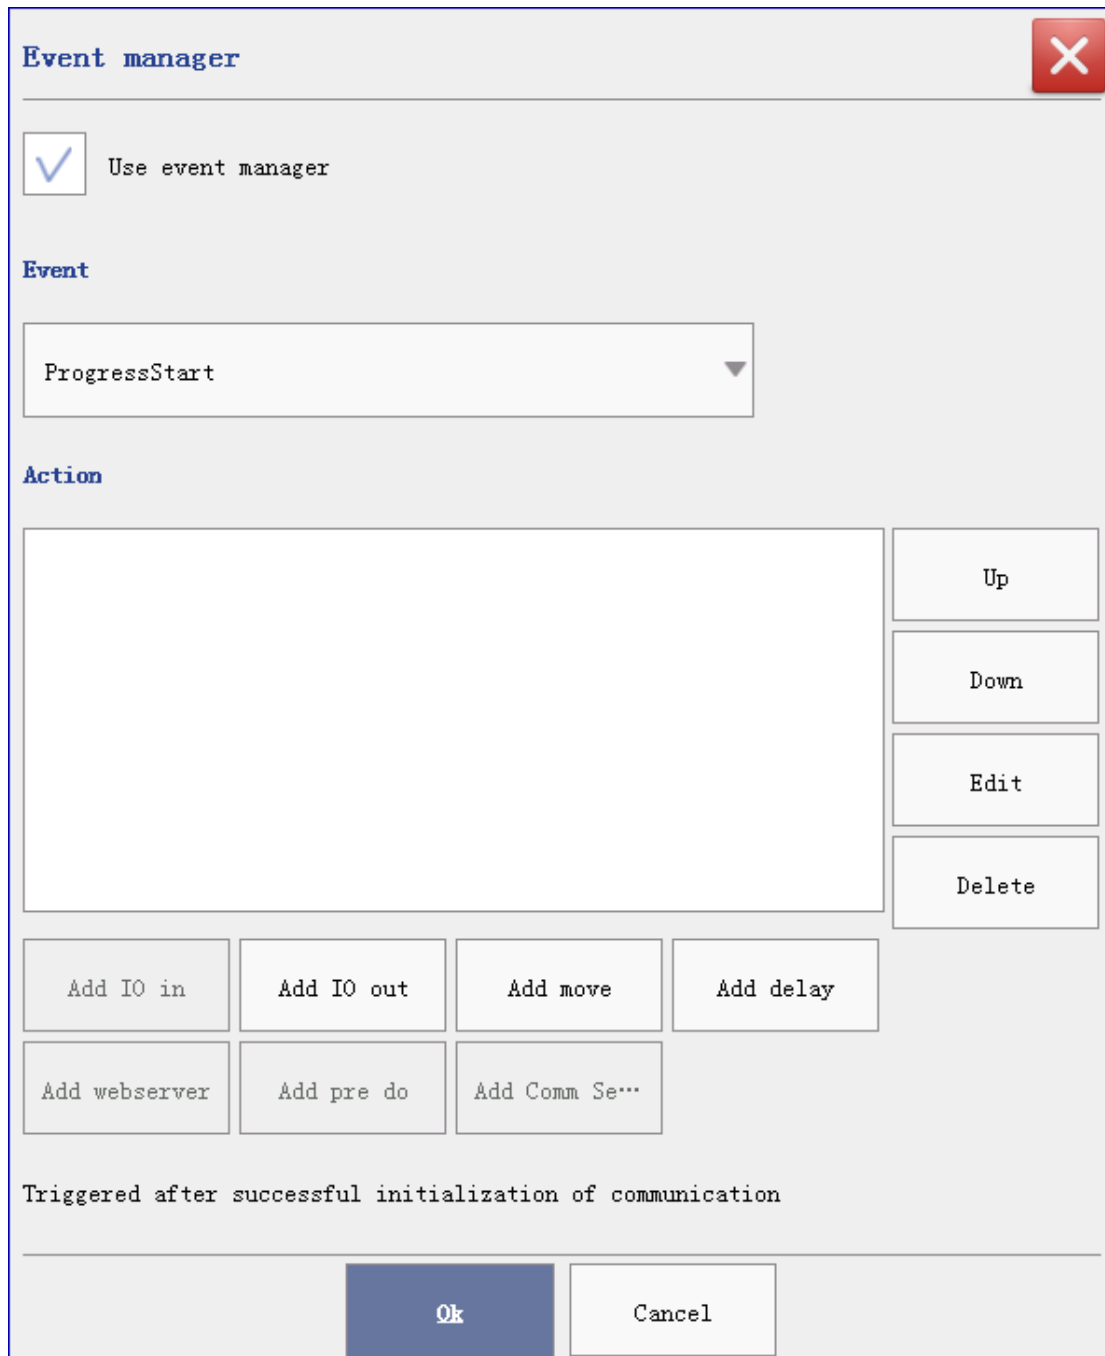 Event manager
Use event manager
Event
ProgressStart
Action
Up
Down
Edit
Delete
Add IO in
Add IO out
Add move
Add delay
Add webserver
Add pre do
Add Comm Se…
Triggered after successful initialization of communication
Ok
Cancel